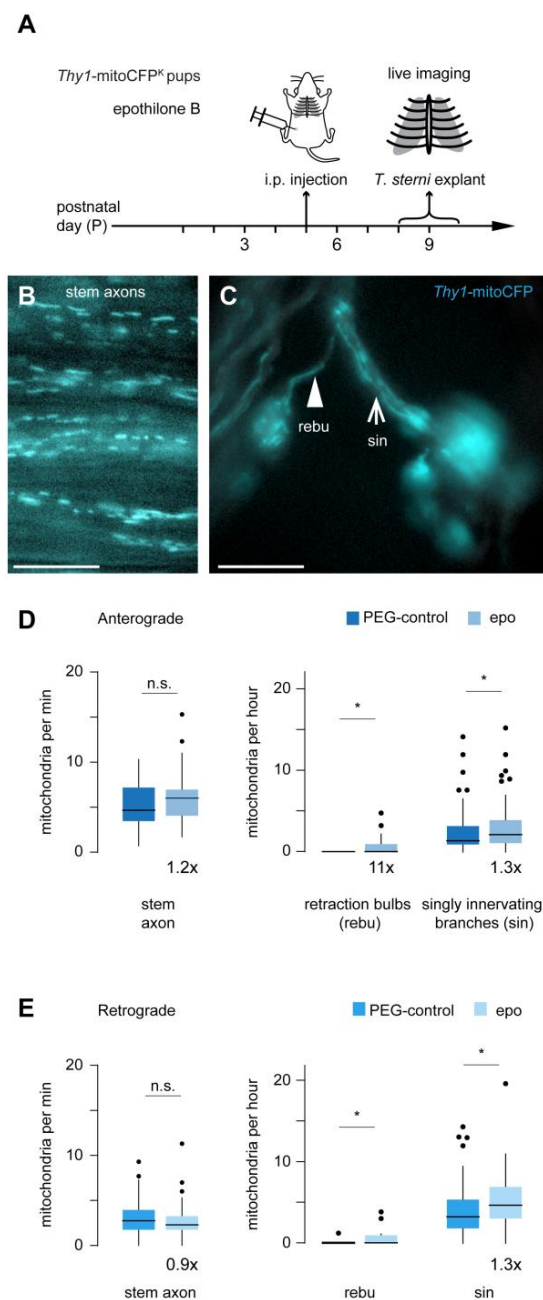 A
Thy1-mitoCFPᴷ pups
epothilone B
live imaging
i.p. injection
T. sterni explant
postnatal
day (P)
3
6
9
B
stem axons
C
Thy1-mitoCFP
rebu
sin
D
Anterograde
PEG-control
epo
mitochondria per min
20
10
0
n.s.
1.2x
stem
axon
mitochondria per hour
20
10
0
*
*
11x
1.3x
retraction bulbs
(rebu)
singly innervating
branches (sin)
E
Retrograde
PEG-control
epo
mitochondria per min
20
10
0
n.s.
0.9x
stem axon
mitochondria per hour
20
10
0
*
*
1.3x
rebu
sin